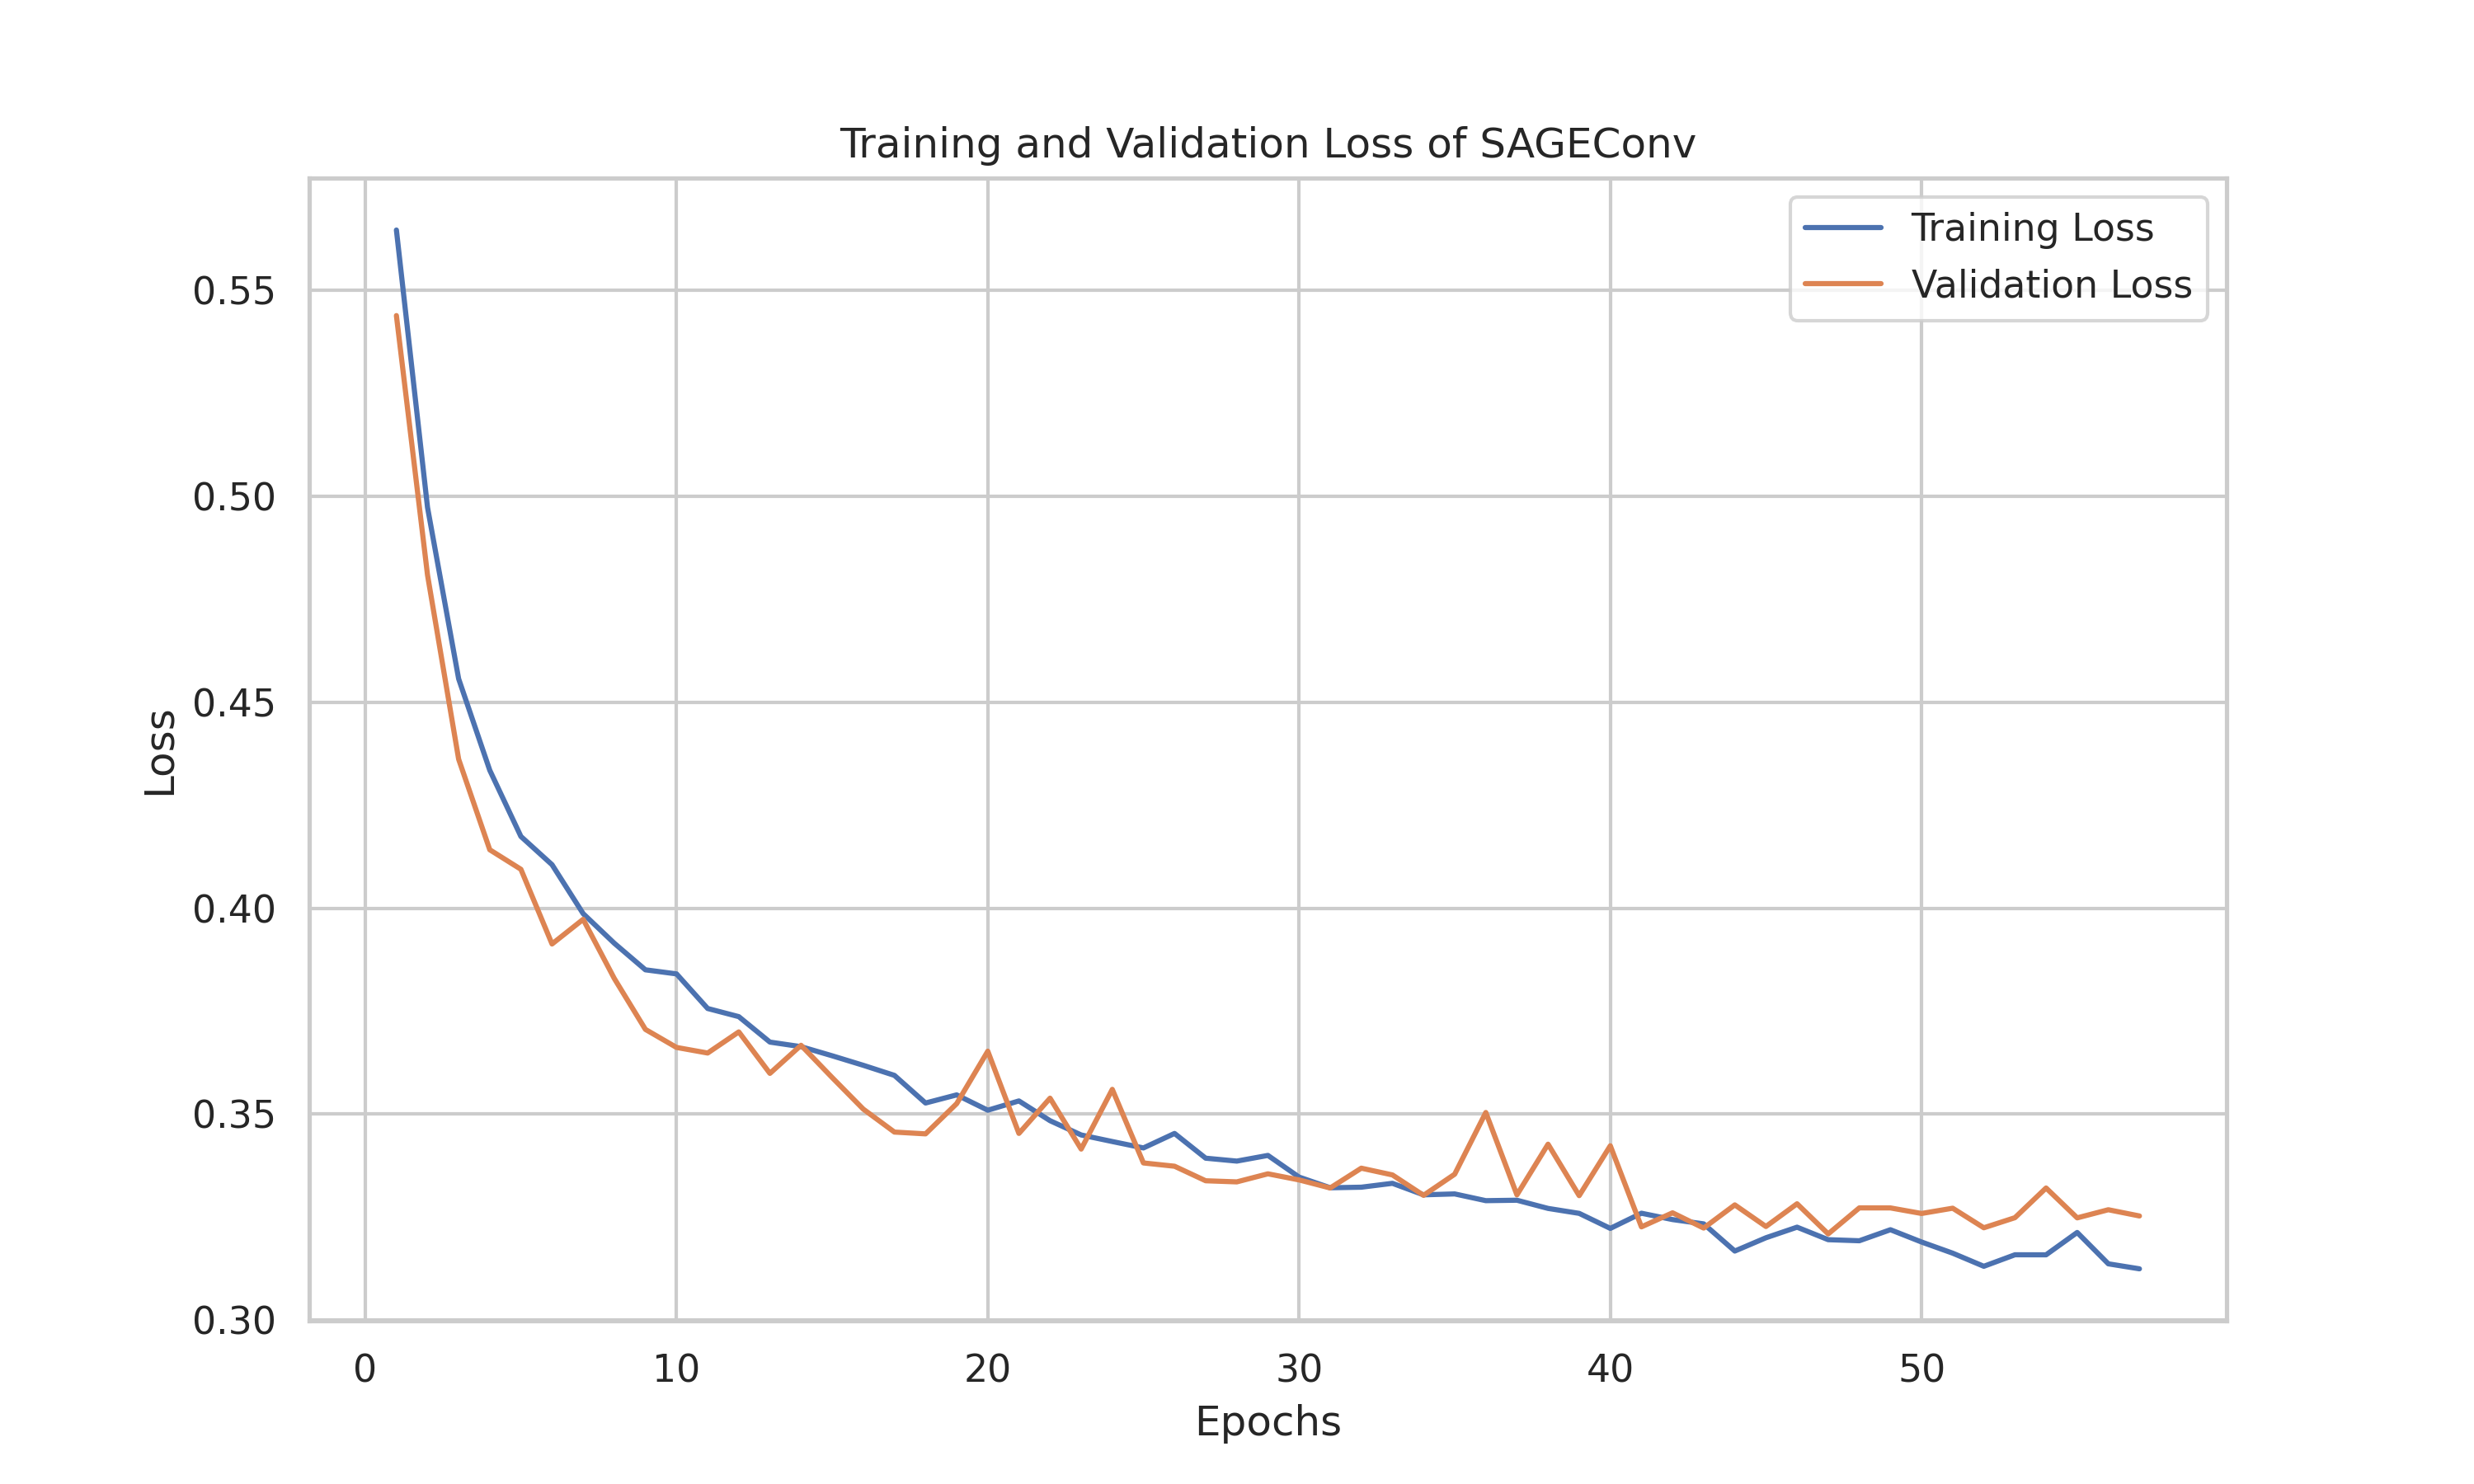 Training and Validation Loss of SAGEConv
Training Loss
Validation Loss
Loss
0.55
0.50
0.45
0.40
0.35
0.30
0 10 20 30 40 50
Epochs